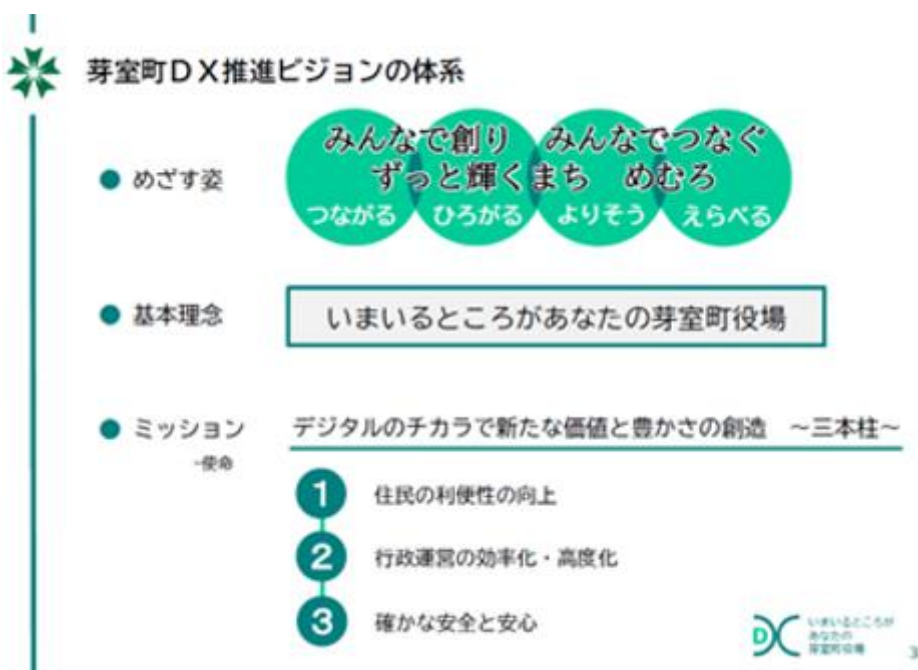 芽室町ＤＸ推進ビジョンの体系
● めざす姿
みんなで創り　みんなでつなぐ
ずっと輝くまち　めむろ
つながる　ひろがる　よりそう　えらべる
● 基本理念
いまいるところがあなたの芽室町役場
● ミッション
-使命
デジタルのチカラで新たな価値と豊かさの創造　～三本柱～
1 住民の利便性の向上
2 行政運営の効率化・高度化
3 確かな安全と安心
DX
いまいるところが
あなたの
芽室町役場
3